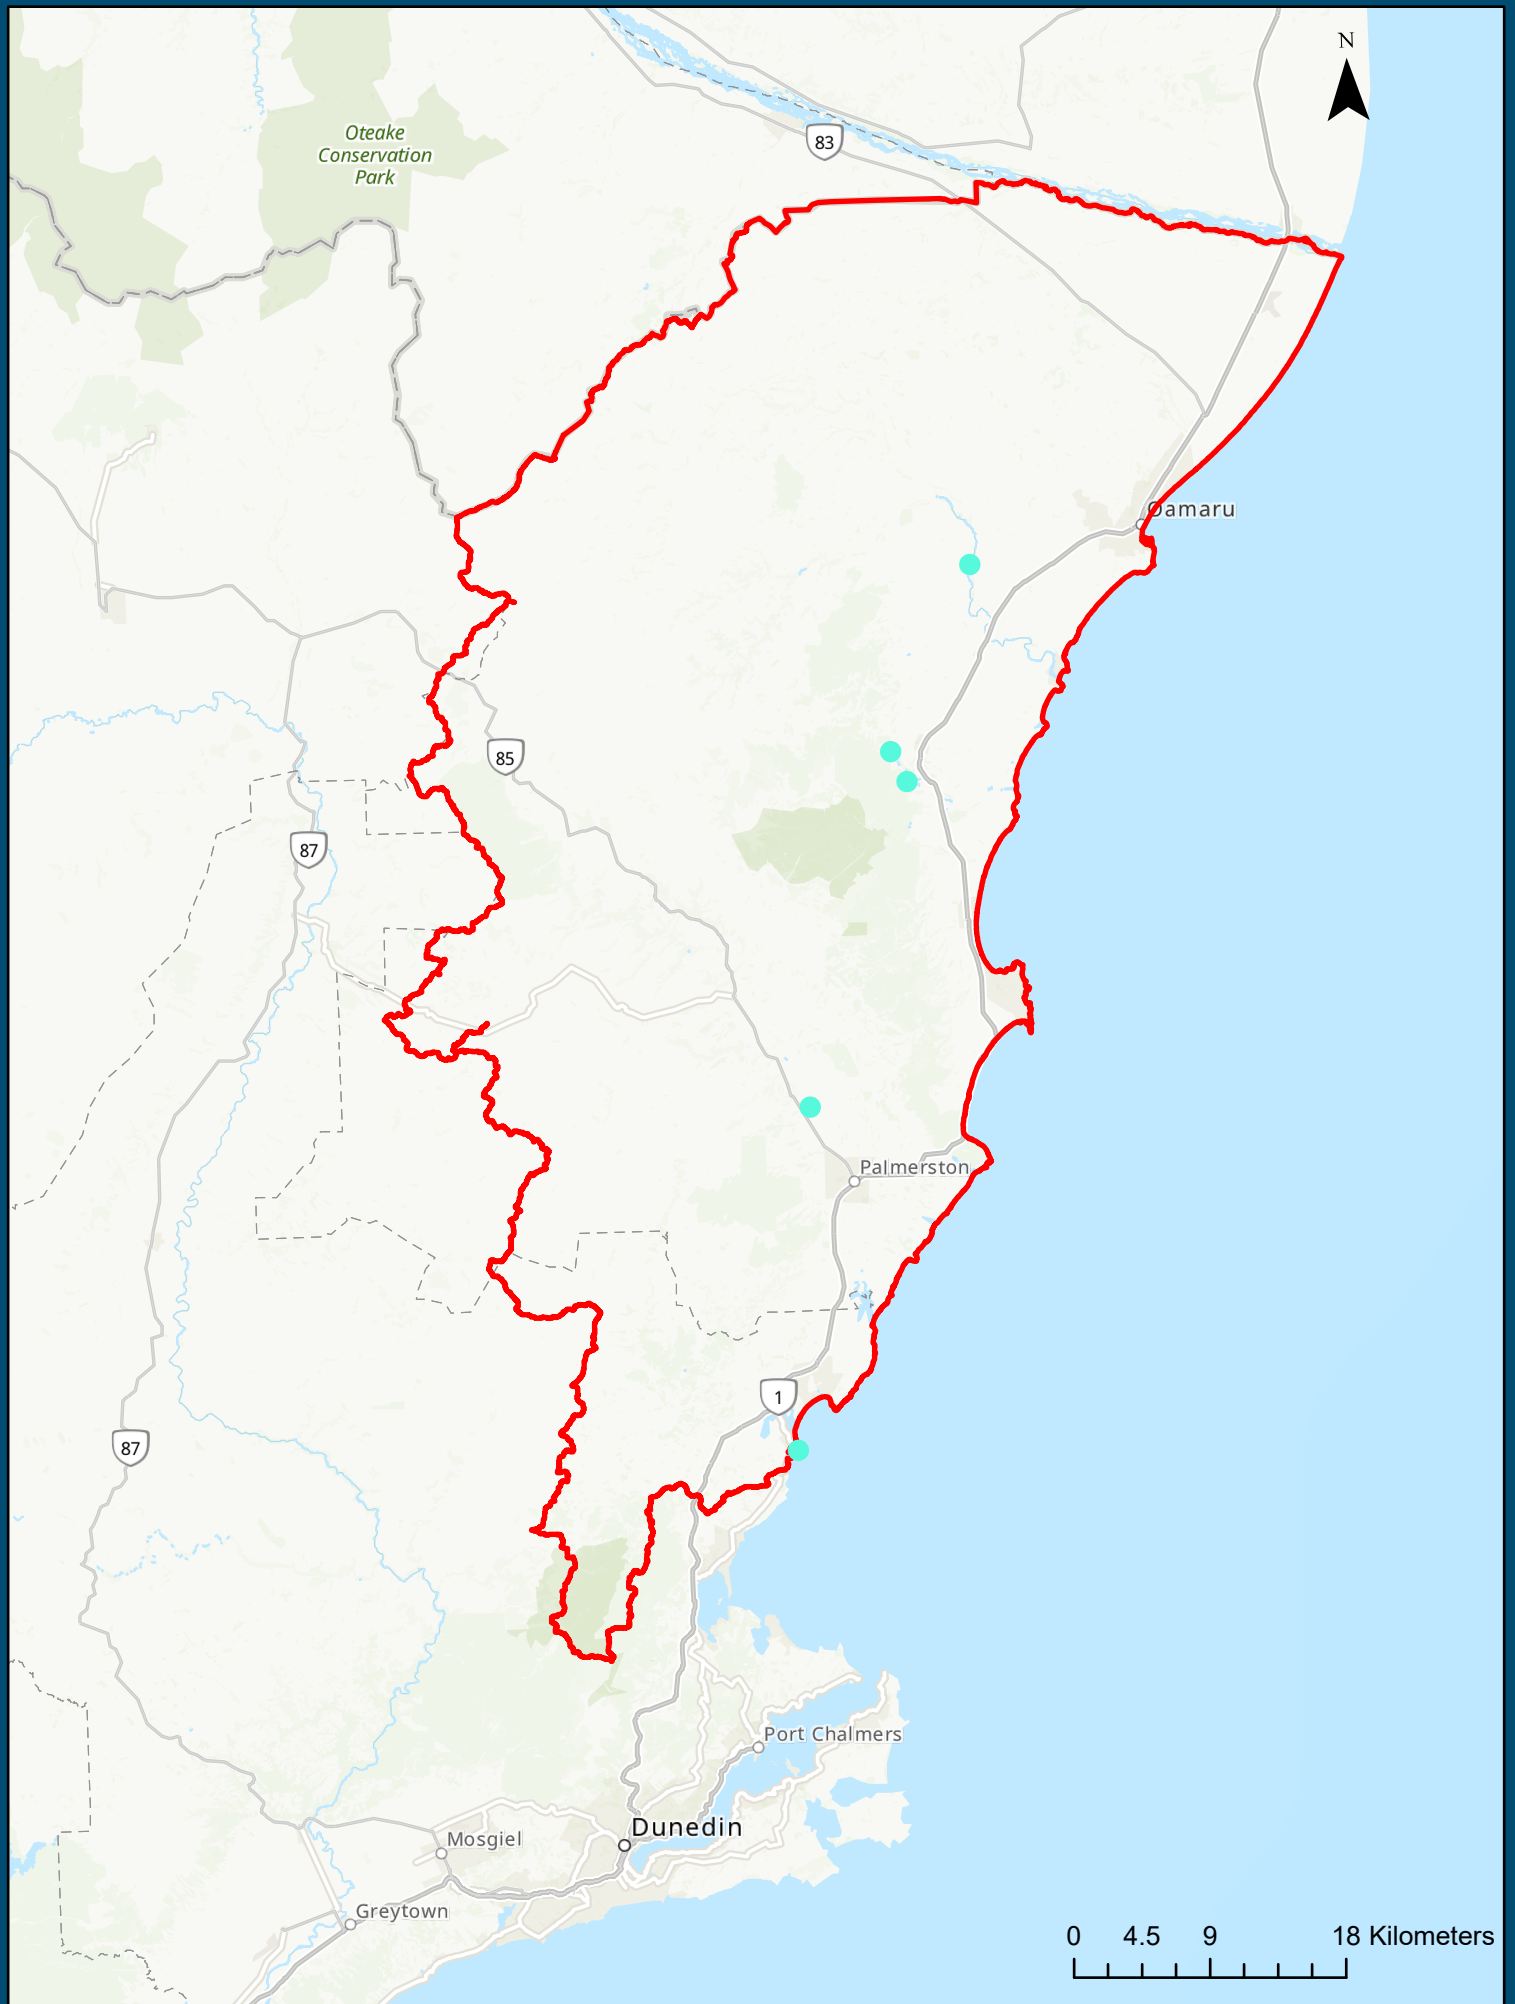 N
83
Oteake
Conservation
Park
Oamaru
85
87
Palmerston
1
87
Port Chalmers
Dunedin
Mosgiel
Greytown
0 4.5 9 18 Kilometers